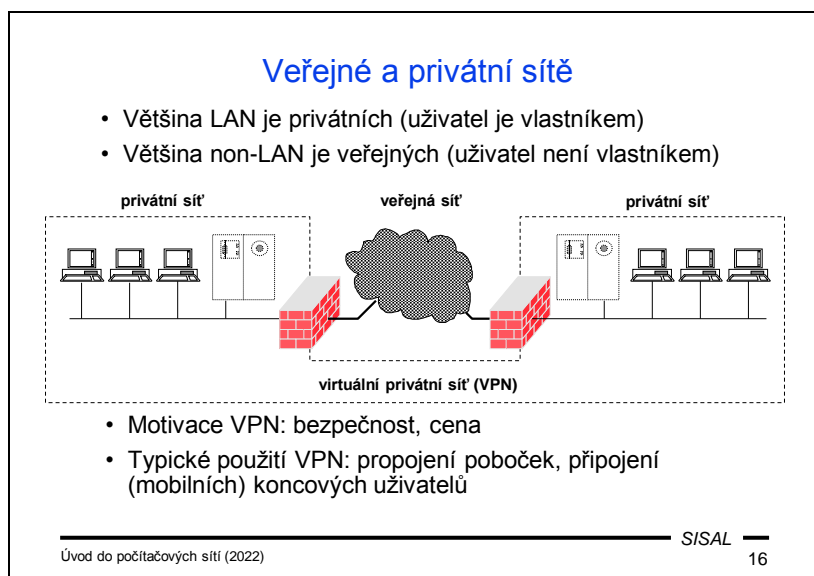 Veřejné a privátní sítě
• Většina LAN je privátních (uživatel je vlastníkem)
• Většina non-LAN je veřejných (uživatel není vlastníkem)
privátní síť
veřejná síť
privátní síť
virtuální privátní síť (VPN)
• Motivace VPN: bezpečnost, cena
• Typické použití VPN: propojení poboček, připojení
(mobilních) koncových uživatelů
SISAL
Úvod do počítačových sítí (2022)
16